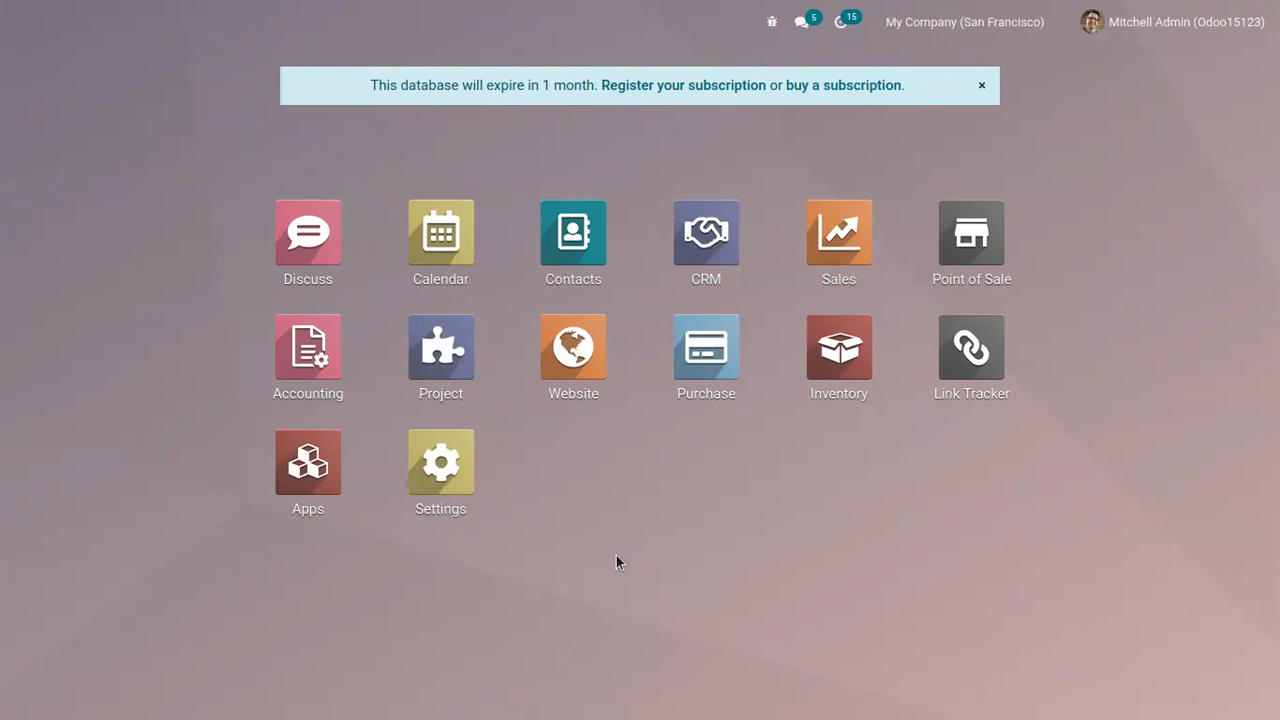 5 15 My Company (San Francisco) Mitchell Admin (Odoo15123)
This database will expire in 1 month. Register your subscription or buy a subscription. ×
Discuss Calendar Contacts CRM Sales Point of Sale
Accounting Project Website Purchase Inventory Link Tracker
Apps Settings